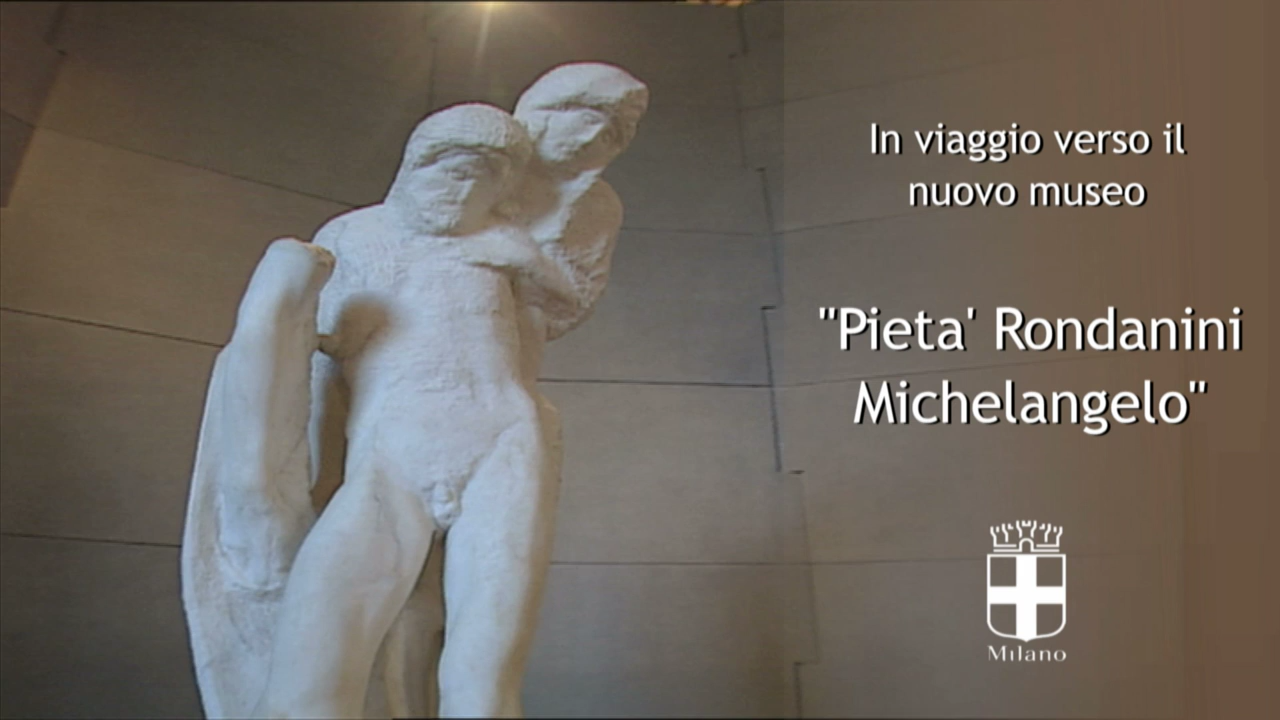 In viaggio verso il
nuovo museo
"Pieta' Rondanini
Michelangelo"
Milano